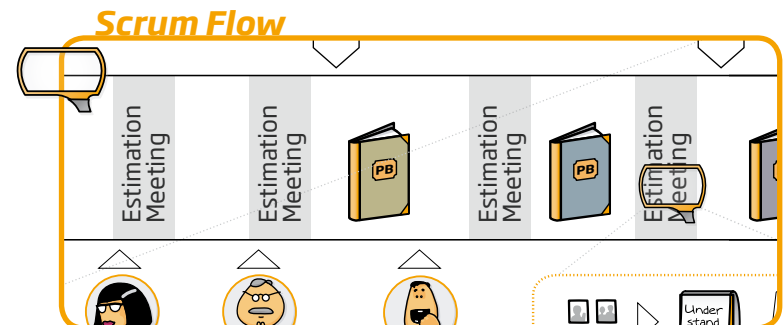 Scrum Flow
Estimation
Meeting
Estimation
Meeting
PB
Estimation
Meeting
PB
Estimation
Meeting
Under
stand